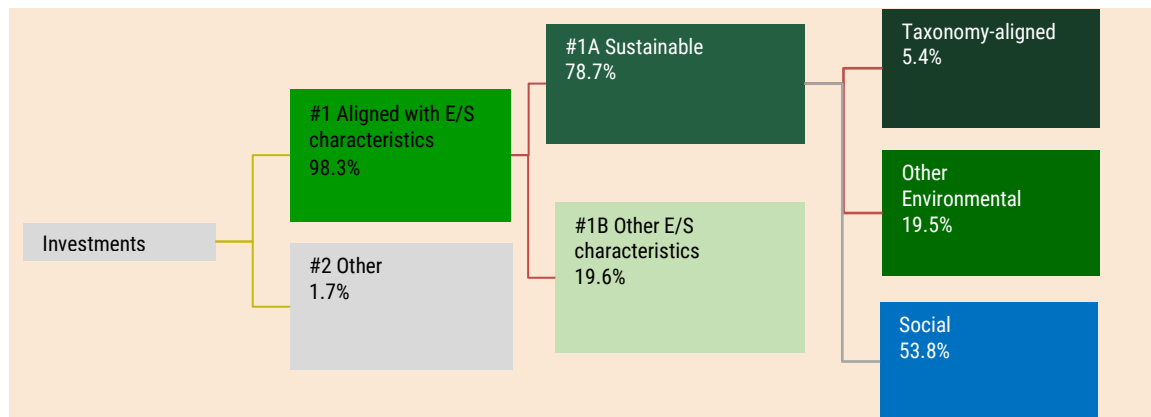 Investments
#1 Aligned with E/S
characteristics
98.3%
#2 Other
1.7%
#1A Sustainable
78.7%
#1B Other E/S
characteristics
19.6%
Taxonomy-aligned
5.4%
Other
Environmental
19.5%
Social
53.8%